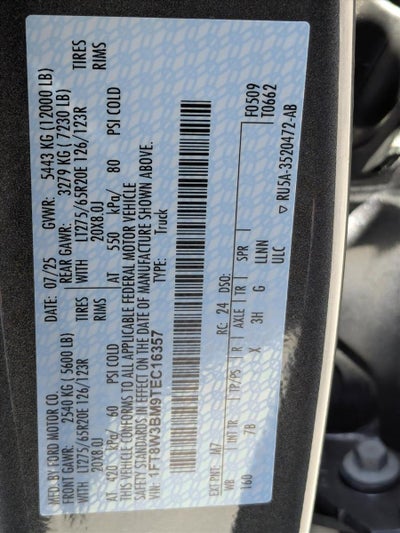 MFD. BY FORD MOTOR CO. DATE: 07/25 GVWR: 5443 KG (12000 LB)
FRONT GAWR: 2540 KG (5600 LB) REAR GAWR: 3279 KG (7230 LB)
LT275/65R20E 126/123R TIRES WITH LT275/65R20E 126/123R TIRES
20X8.0J RIMS 20X8.0J RIMS
AT 420 kPa/ 60 PSI COLD AT 550 kPa/ 80 PSI COLD
THIS VEHICLE CONFORMS TO ALL APPLICABLE FEDERAL MOTOR VEHICLE
SAFETY STANDARDS IN EFFECT ON THE DATE OF MANUFACTURE SHOWN ABOVE.
VIN: 1FT8W3BM9TEC16357 Truck
F0509
T0662
EXT PNT: M7 RC: 24 DSO:
WB INT TR TP/PS R AXLE TR SPR
160 7B X 3H G LLNN
ULC
▽ RU5A-3520472-AB